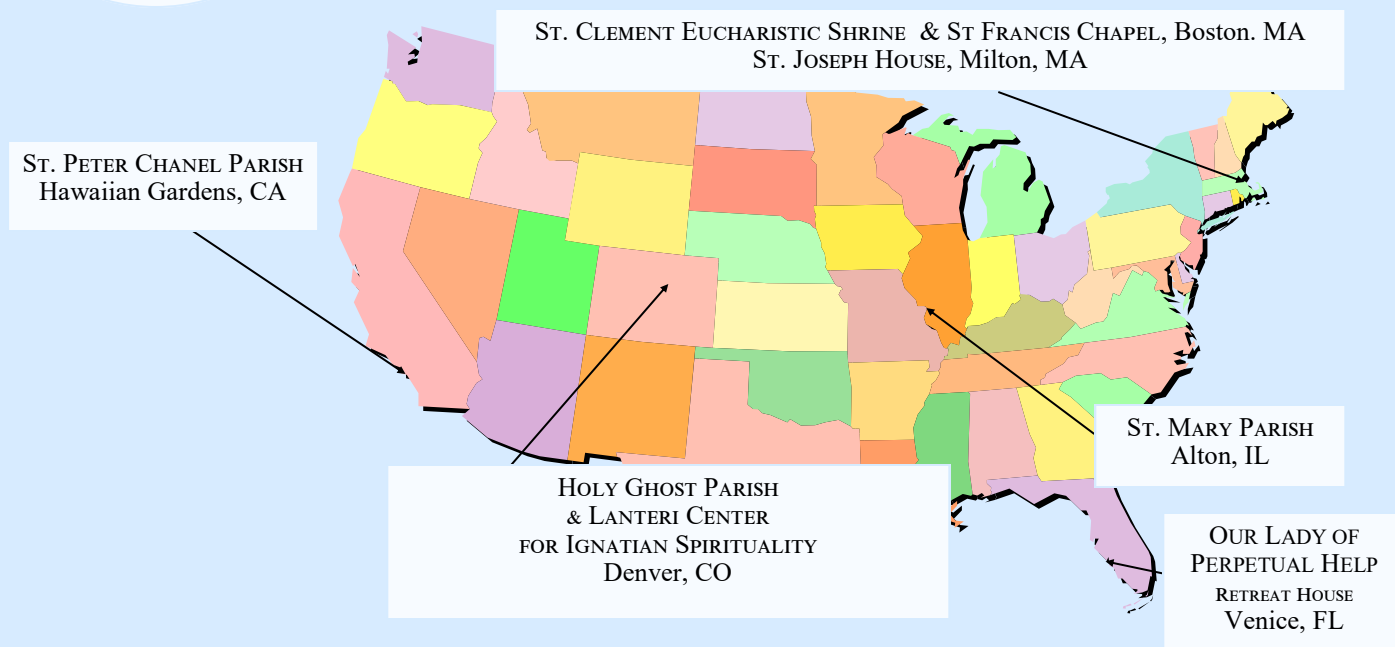 St. Clement Eucharistic Shrine & St Francis Chapel, Boston. MA
St. Joseph House, Milton, MA
St. Peter Chanel Parish
Hawaiian Gardens, CA
St. Mary Parish
Alton, IL
Holy Ghost Parish
& Lanteri Center
for Ignatian Spirituality
Denver, CO
Our Lady of
Perpetual Help
Retreat House
Venice, FL